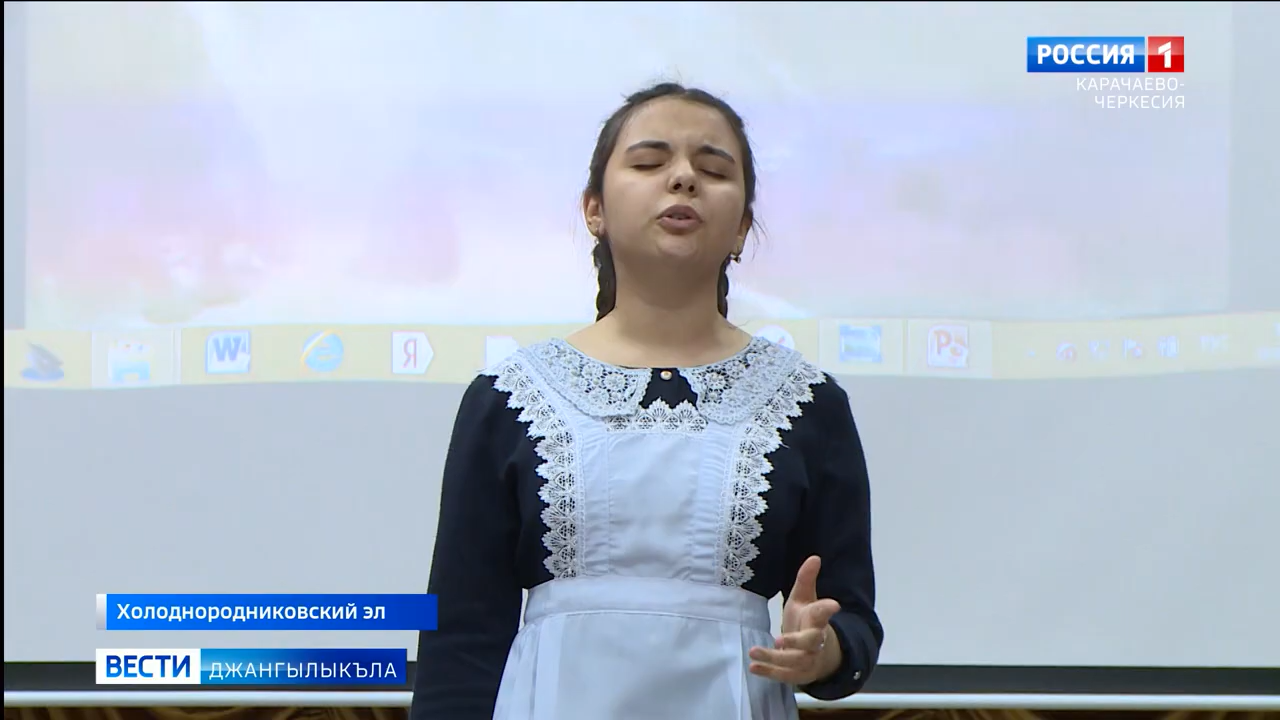 РОССИЯ 1
КАРАЧАЕВО-
ЧЕРКЕСИЯ
W
Я
P
Холоднородниковский эл
ВЕСТИ ДЖАНГЫЛЫКЪЛА